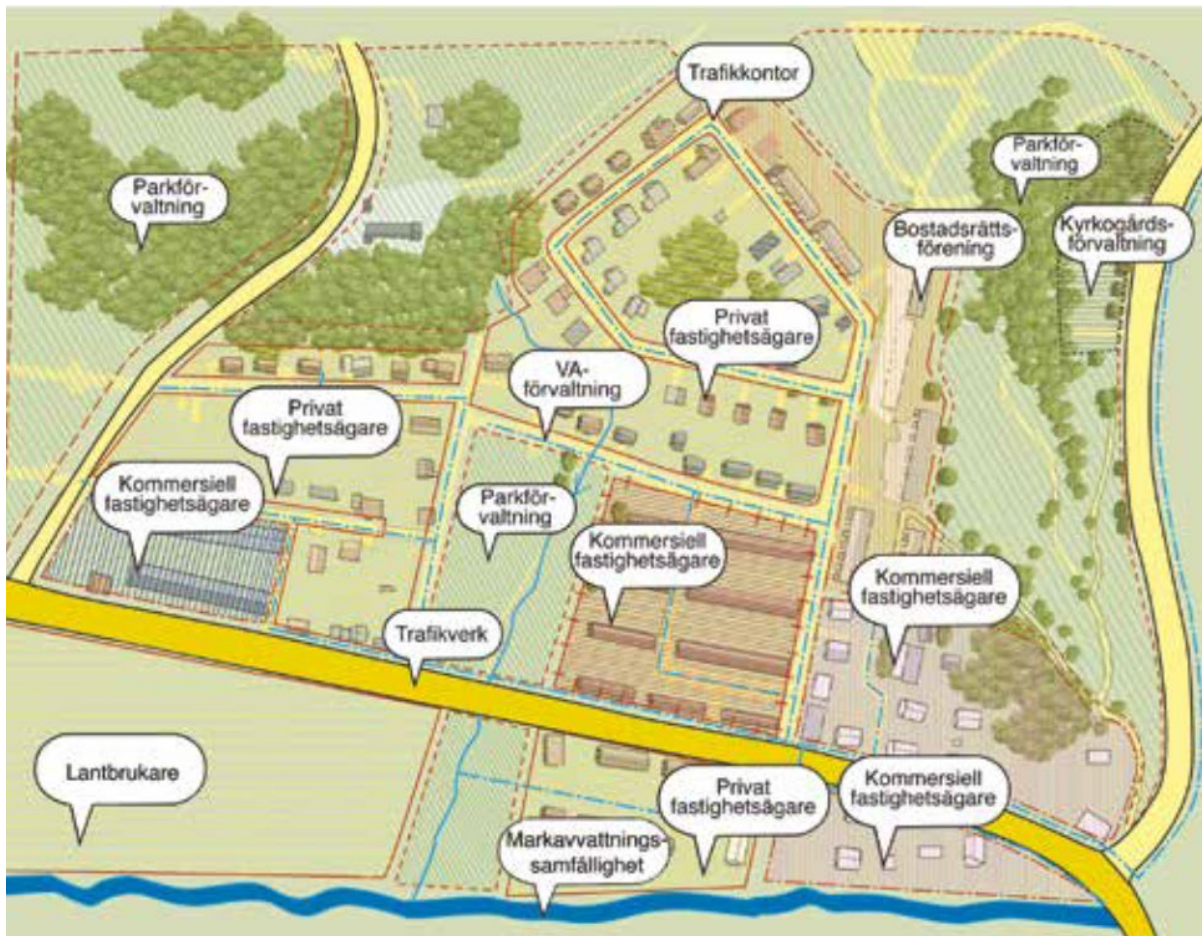 Trafikkontor
Parkför-
valtning
Parkför-
valtning
Bostadsrätts-
förening
Kyrkogårds-
förvaltning
Privat
fastighetsägare
VA-
förvaltning
Privat
fastighetsägare
Kommersiell
fastighetsägare
Parkför-
valtning
Kommersiell
fastighetsägare
Kommersiell
fastighetsägare
Trafikverk
Lantbrukare
Privat
fastighetsägare
Kommersiell
fastighetsägare
Markavvattnings-
samfällighet